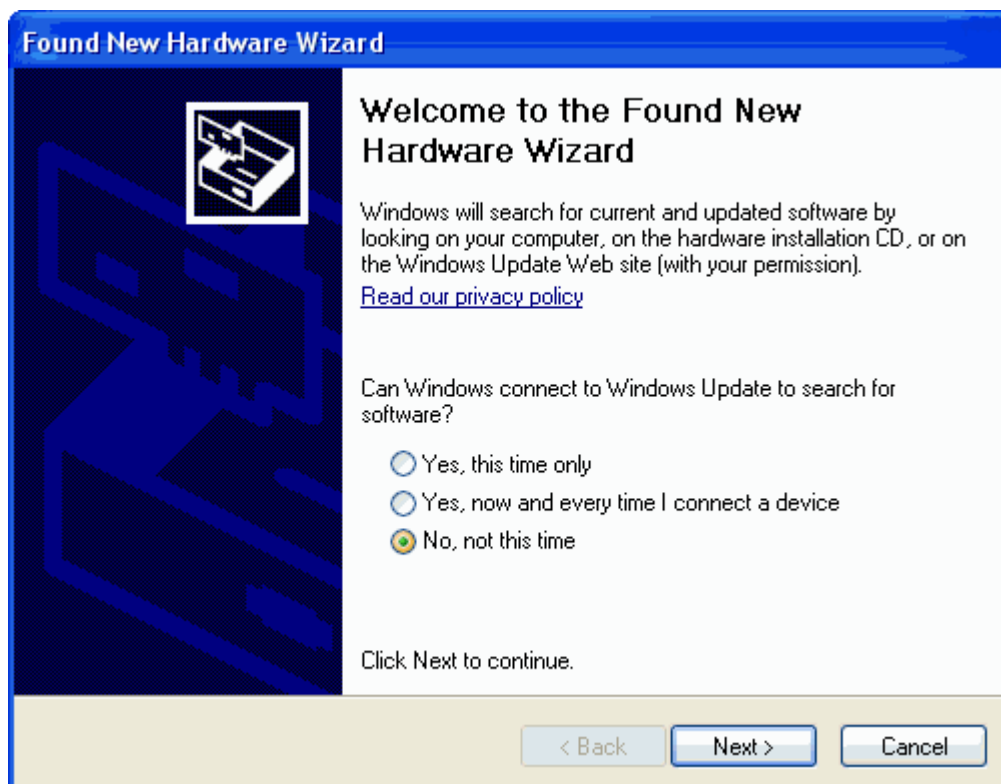 Found New Hardware Wizard
Welcome to the Found New
Hardware Wizard
Windows will search for current and updated software by
looking on your computer, on the hardware installation CD, or on
the Windows Update Web site (with your permission).
Read our privacy policy
Can Windows connect to Windows Update to search for
software?
Yes, this time only
Yes, now and every time I connect a device
No, not this time
Click Next to continue.
< Back
Next >
Cancel